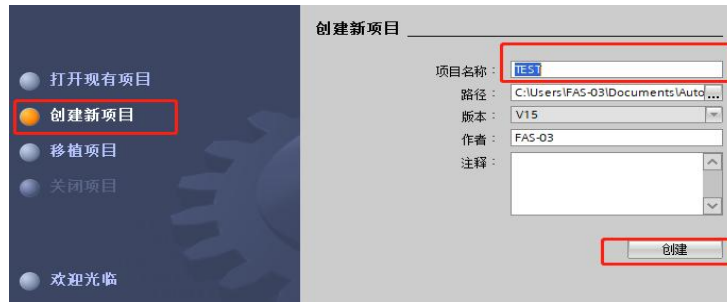 打开现有项目
创建新项目
移植项目
关闭项目
欢迎光临
创建新项目
项目名称：TEST
路径：C:\Users\FAS-03\Documents\Auto...
版本：V15
作者：FAS-03
注释：
创建